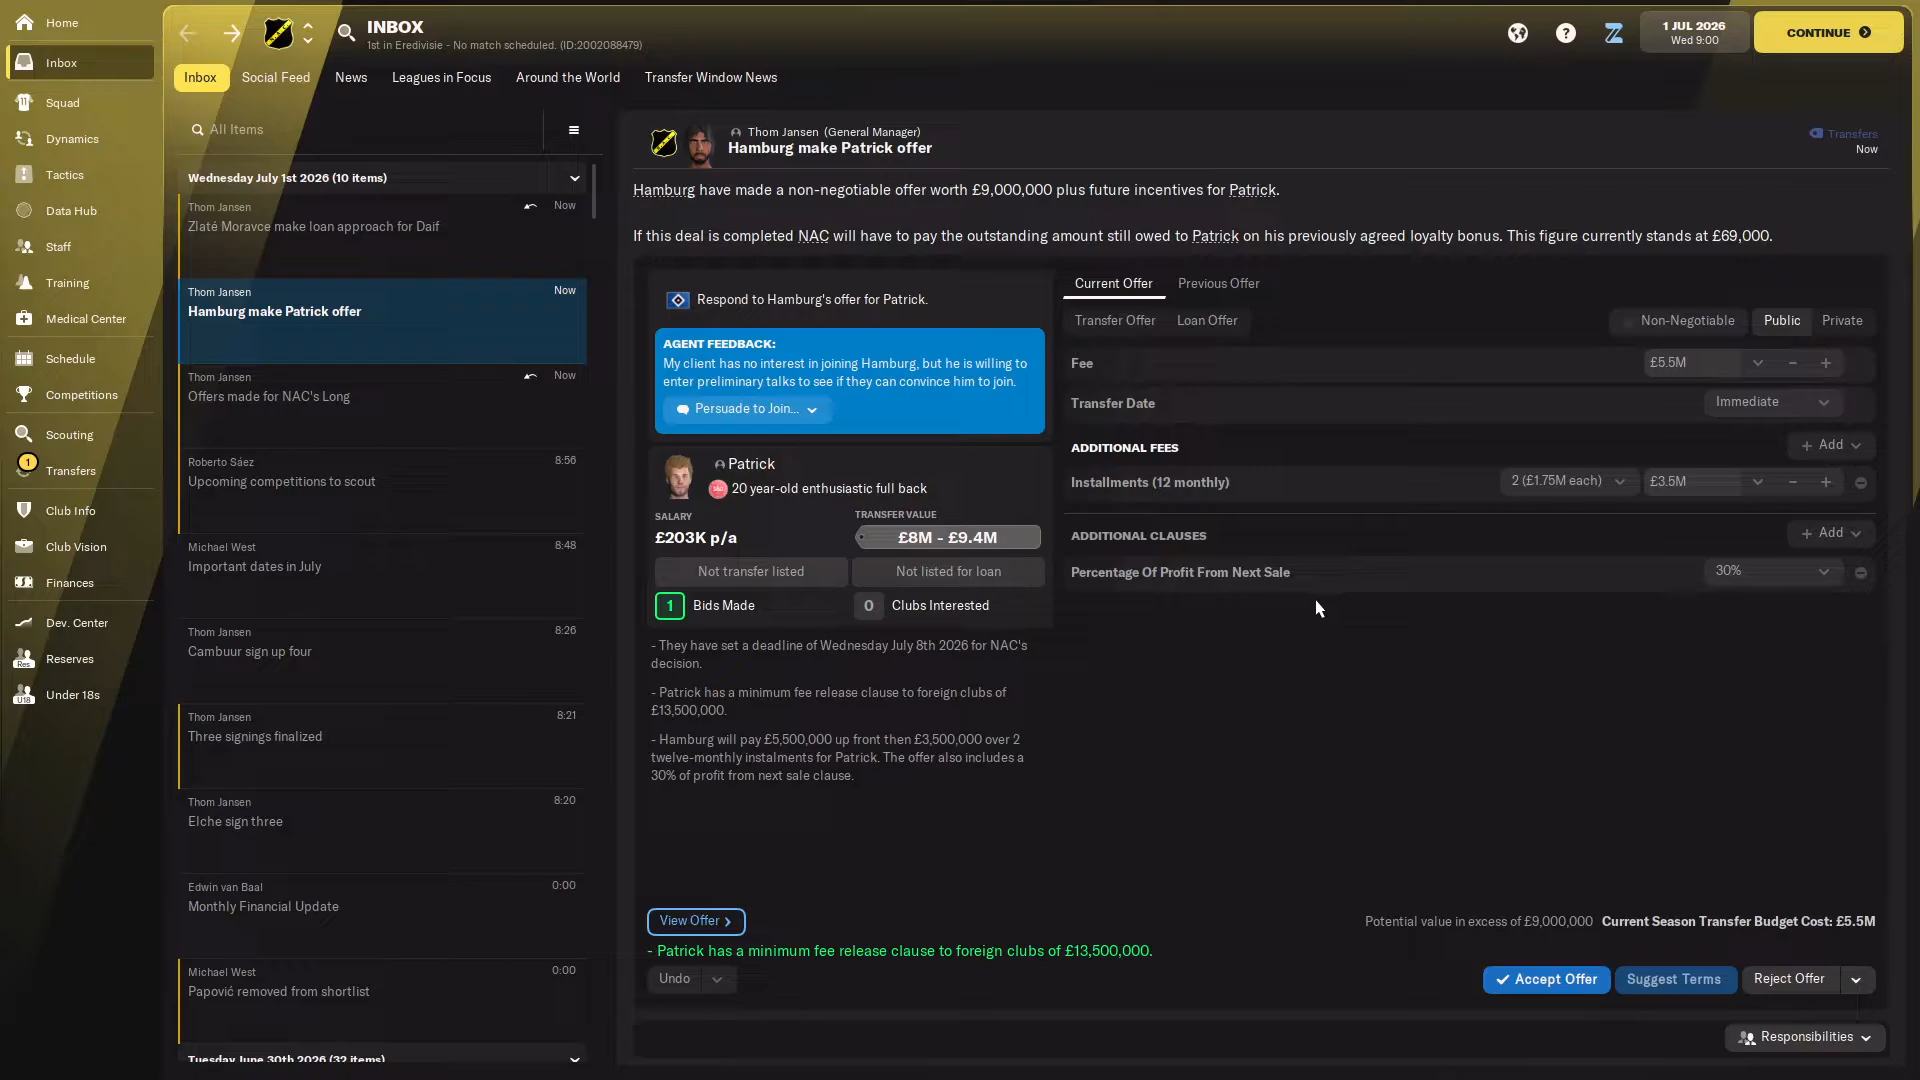 Home
Inbox
Squad
Dynamics
Tactics
Data Hub
Staff
Training
Medical Center
Schedule
Competitions
Scouting
1
Transfers
Club Info
Club Vision
Finances
Dev. Center
Res
Reserves
U18
Under 18s
INBOX
1st in Eredivisie - No match scheduled. (ID:2002088479)
1 JUL 2026
Wed 9:00
CONTINUE
Inbox
Social Feed
News
Leagues in Focus
Around the World
Transfer Window News
All Items
Wednesday July 1st 2026 (10 items)
Thom Jansen
Now
Zlaté Moravce make loan approach for Daif
Thom Jansen
Now
Hamburg make Patrick offer
Thom Jansen
Now
Offers made for NAC's Long
Roberto Sáez
8:56
Upcoming competitions to scout
Michael West
8:48
Important dates in July
Thom Jansen
8:26
Cambuur sign up four
Thom Jansen
8:21
Three signings finalized
Thom Jansen
8:20
Elche sign three
Edwin van Baal
0:00
Monthly Financial Update
Michael West
0:00
Papović removed from shortlist
Tuesday June 30th 2026 (32 items)
Thom Jansen (General Manager)
Hamburg make Patrick offer
Transfers
Now
Hamburg have made a non-negotiable offer worth £9,000,000 plus future incentives for Patrick.
If this deal is completed NAC will have to pay the outstanding amount still owed to Patrick on his previously agreed loyalty bonus. This figure currently stands at £69,000.
Respond to Hamburg's offer for Patrick.
AGENT FEEDBACK:
My client has no interest in joining Hamburg, but he is willing to
enter preliminary talks to see if they can convince him to join.
Persuade to Join...
Patrick
20 year-old enthusiastic full back
SALARY
£203K p/a
TRANSFER VALUE
£8M - £9.4M
Not transfer listed
Not listed for loan
1 Bids Made
0 Clubs Interested
- They have set a deadline of Wednesday July 8th 2026 for NAC's
decision.
- Patrick has a minimum fee release clause to foreign clubs of
£13,500,000.
- Hamburg will pay £5,500,000 up front then £3,500,000 over 2
twelve-monthly instalments for Patrick. The offer also includes a
30% of profit from next sale clause.
Current Offer
Previous Offer
Transfer Offer
Loan Offer
Non-Negotiable
Public
Private
Fee
£5.5M
Transfer Date
Immediate
ADDITIONAL FEES
Add
Installments (12 monthly)
2 (£1.75M each)
£3.5M
ADDITIONAL CLAUSES
Add
Percentage Of Profit From Next Sale
30%
View Offer
Potential value in excess of £9,000,000 Current Season Transfer Budget Cost: £5.5M
- Patrick has a minimum fee release clause to foreign clubs of £13,500,000.
Undo
Accept Offer
Suggest Terms
Reject Offer
Responsibilities